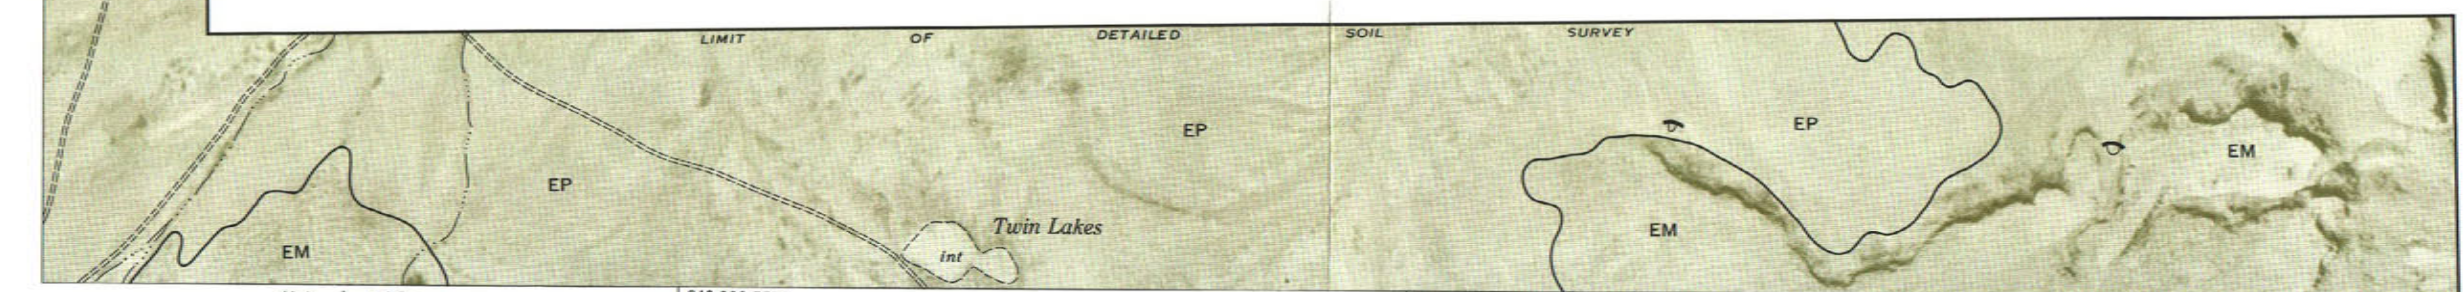 LIMIT OF DETAILED SOIL SURVEY
EP
EP
EM
EP
Twin Lakes
EM
int
EM